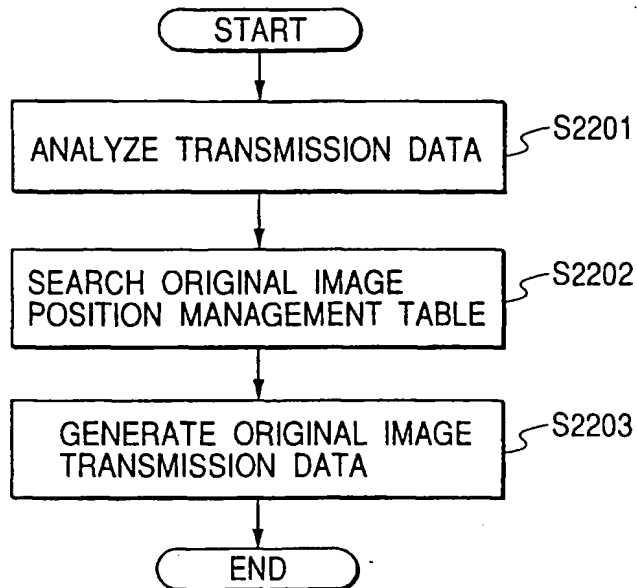 START
ANALYZE TRANSMISSION DATA
S2201
SEARCH ORIGINAL IMAGE
POSITION MANAGEMENT TABLE
S2202
GENERATE ORIGINAL IMAGE
TRANSMISSION DATA
S2203
END